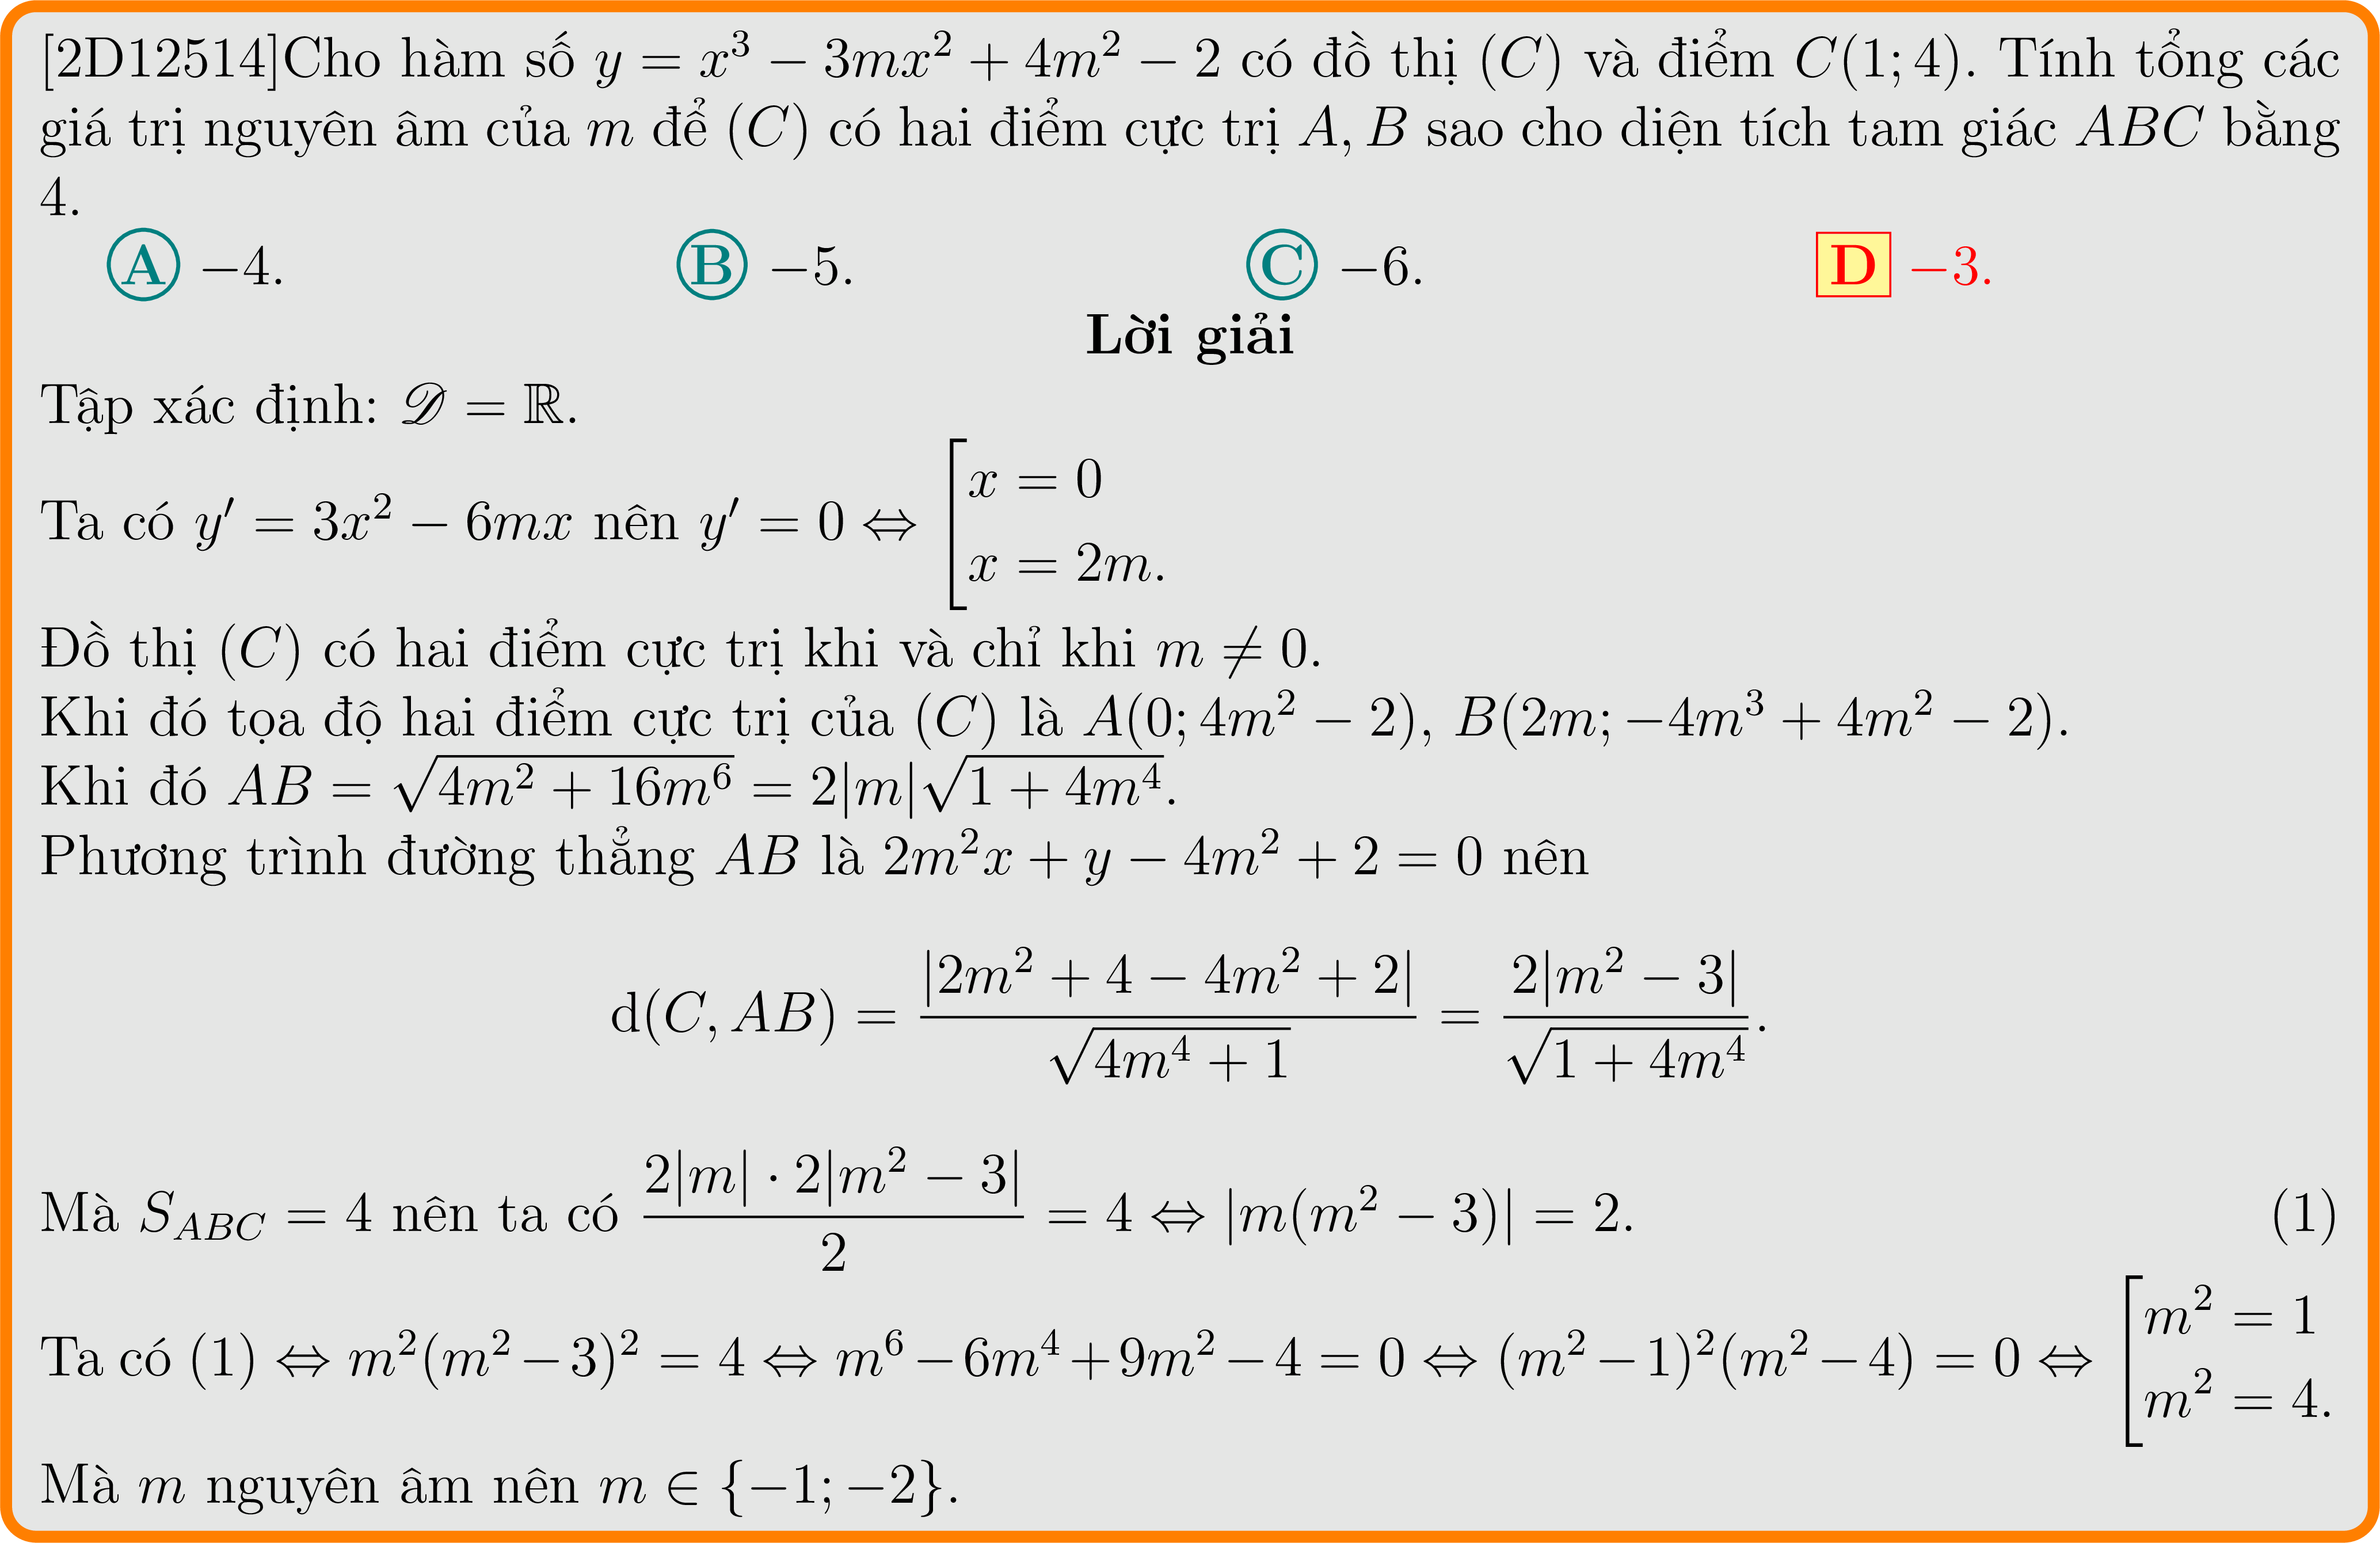 [2D12514]Cho hàm số $y = x^3 - 3mx^2 + 4m^2 - 2$ có đồ thị $(C)$ và điểm $C(1; 4)$. Tính tổng các
giá trị nguyên âm của $m$ để $(C)$ có hai điểm cực trị $A, B$ sao cho diện tích tam giác $ABC$ bằng
4.
A $-4$. B $-5$. C $-6$. D $-3$.
Lời giải
Tập xác định: $\mathscr{D} = \mathbb{R}$.
Ta có $y' = 3x^2 - 6mx$ nên $y' = 0 \Leftrightarrow \left[\begin{array}{l} x = 0 \\ x = 2m. \end{array}\right.$
Đồ thị $(C)$ có hai điểm cực trị khi và chỉ khi $m \neq 0$.
Khi đó tọa độ hai điểm cực trị của $(C)$ là $A(0; 4m^2 - 2)$, $B(2m; -4m^3 + 4m^2 - 2)$.
Khi đó $AB = \sqrt{4m^2 + 16m^6} = 2|m|\sqrt{1 + 4m^4}$.
Phương trình đường thẳng $AB$ là $2m^2x + y - 4m^2 + 2 = 0$ nên
$\mathrm{d}(C, AB) = \frac{|2m^2 + 4 - 4m^2 + 2|}{\sqrt{4m^4 + 1}} = \frac{2|m^2 - 3|}{\sqrt{1 + 4m^4}}.$
Mà $S_{ABC} = 4$ nên ta có $\frac{2|m| \cdot 2|m^2 - 3|}{2} = 4 \Leftrightarrow |m(m^2 - 3)| = 2$. (1)
Ta có (1) $\Leftrightarrow m^2(m^2 - 3)^2 = 4 \Leftrightarrow m^6 - 6m^4 + 9m^2 - 4 = 0 \Leftrightarrow (m^2 - 1)^2(m^2 - 4) = 0 \Leftrightarrow \left[\begin{array}{l} m^2 = 1 \\ m^2 = 4. \end{array}\right.$
Mà $m$ nguyên âm nên $m \in \{-1; -2\}$.